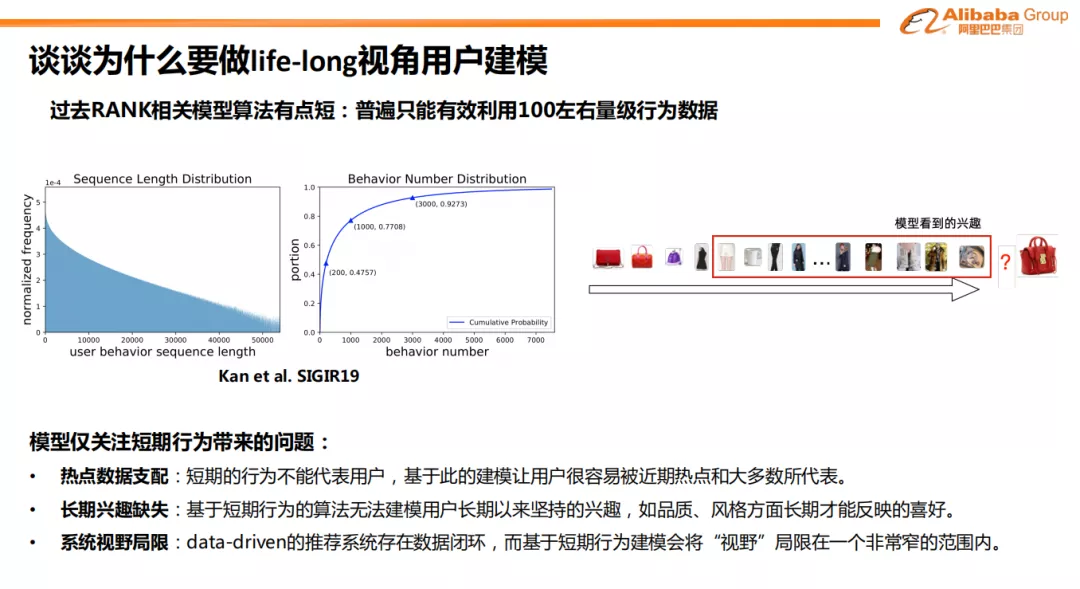 Alibaba Group
阿里巴巴集团
谈谈为什么要做life-long视角用户建模
过去RANK相关模型算法有点短：普遍只能有效利用100左右量级行为数据
Sequence Length Distribution
1e-4
normalized frequency
5
4
3
2
1
0
0 10000 20000 30000 40000 50000
user behavior sequence length
Behavior Number Distribution
portion
1.0
0.8
0.6
0.4
0.2
0.0
(3000, 0.9273)
(1000, 0.7708)
(200, 0.4757)
Cumulative Probability
0 1000 2000 3000 4000 5000 6000 7000
behavior number
Kan et al. SIGIR19
模型看到的兴趣
...
?
模型仅关注短期行为带来的问题：
• 热点数据支配：短期的行为不能代表用户，基于此的建模让用户很容易被近期热点和大多数所代表。
• 长期兴趣缺失：基于短期行为的算法无法建模用户长期以来坚持的兴趣，如品质、风格方面长期才能反映的喜好。
• 系统视野局限：data-driven的推荐系统存在数据闭环，而基于短期行为建模会将“视野”局限在一个非常窄的范围内。